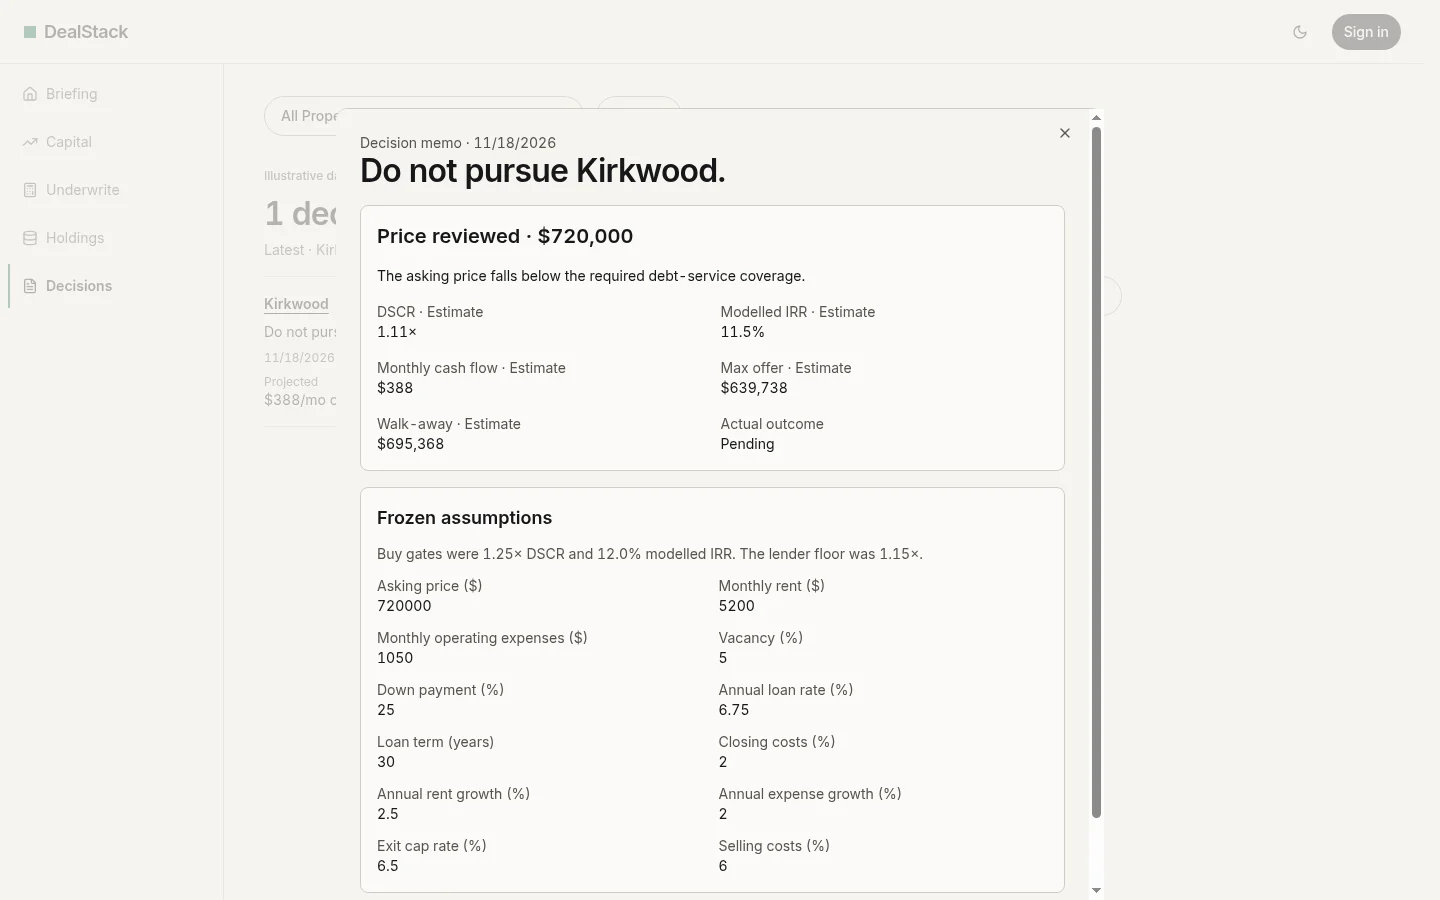 DealStack
Sign in
Briefing
Capital
Underwrite
Holdings
Decisions
All Prope
Illustrative da
1 dec
Latest · Kirk
Kirkwood
Do not purs
11/18/2026
Projected
$388/mo c
Decision memo · 11/18/2026
Do not pursue Kirkwood.
Price reviewed · $720,000
The asking price falls below the required debt-service coverage.
DSCR · Estimate
1.11×
Modelled IRR · Estimate
11.5%
Monthly cash flow · Estimate
$388
Max offer · Estimate
$639,738
Walk-away · Estimate
$695,368
Actual outcome
Pending
Frozen assumptions
Buy gates were 1.25× DSCR and 12.0% modelled IRR. The lender floor was 1.15×.
Asking price ($)
720000
Monthly rent ($)
5200
Monthly operating expenses ($)
1050
Vacancy (%)
5
Down payment (%)
25
Annual loan rate (%)
6.75
Loan term (years)
30
Closing costs (%)
2
Annual rent growth (%)
2.5
Annual expense growth (%)
2
Exit cap rate (%)
6.5
Selling costs (%)
6